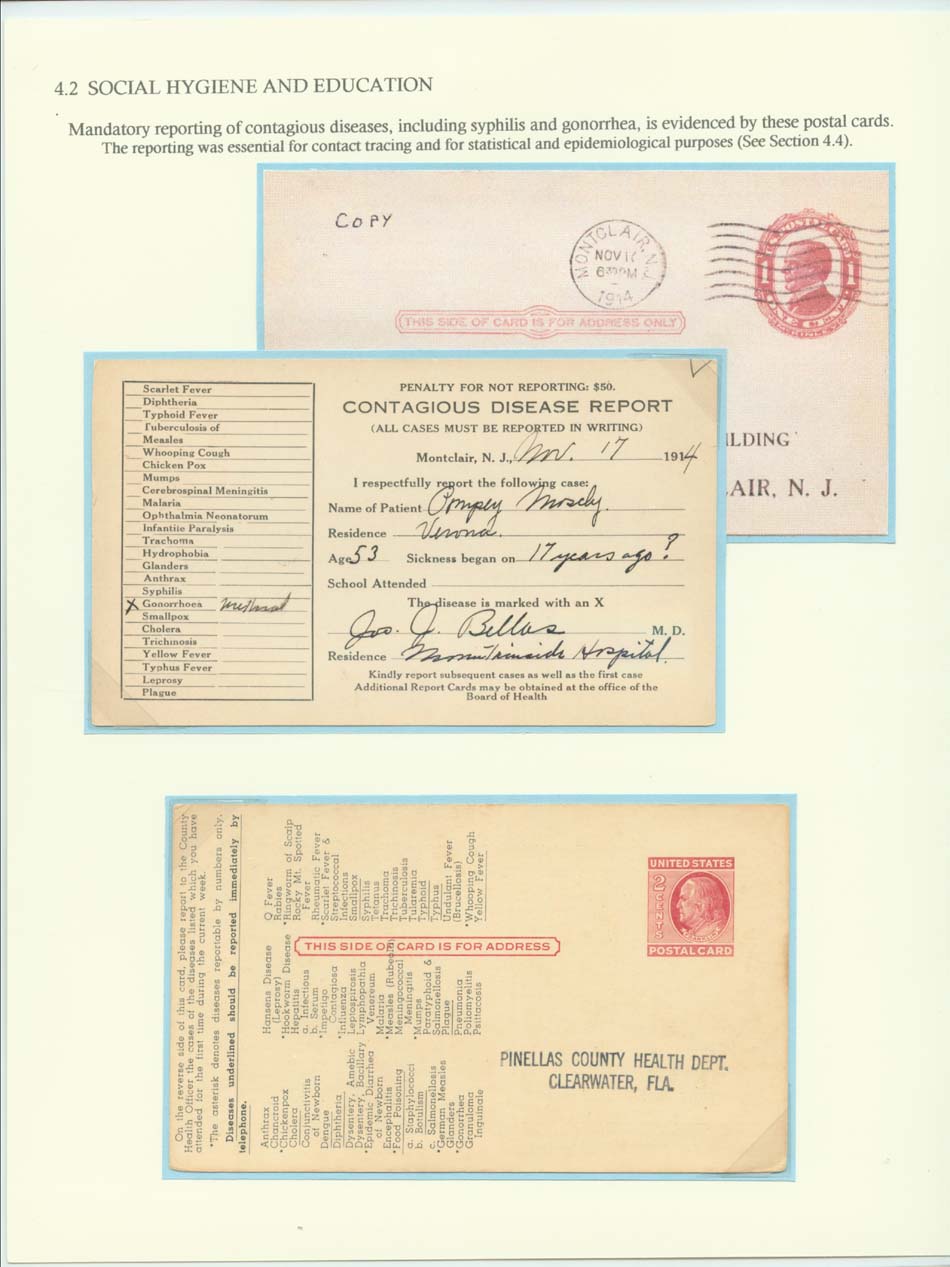 4.2 SOCIAL HYGIENE AND EDUCATION
Mandatory reporting of contagious diseases, including syphilis and gonorrhea, is evidenced by these postal cards.
The reporting was essential for contact tracing and for statistical and epidemiological purposes (See Section 4.4).
COPY
MONTCLAIR, N.J.
NOV 17
6 30 PM
1914
U.S. POSTAL CARD
1 1
(THIS SIDE OF CARD IS FOR ADDRESS ONLY)
ILDING
AIR, N. J.
Scarlet Fever
Diphtheria
Typhoid Fever
Tuberculosis of
Measles
Whooping Cough
Chicken Pox
Mumps
Cerebrospinal Meningitis
Malaria
Ophthalmia Neonatorum
Infantile Paralysis
Trachoma
Hydrophobia
Glanders
Anthrax
Syphilis
X Gonorrhoea urethral
Smallpox
Cholera
Trichinosis
Yellow Fever
Typhus Fever
Leprosy
Plague
PENALTY FOR NOT REPORTING: $50.
CONTAGIOUS DISEASE REPORT
(ALL CASES MUST BE REPORTED IN WRITING)
Montclair, N. J., Nov. 17 1914
I respectfully report the following case:
Name of Patient Pompey Mosely.
Residence Verona.
Age 53 Sickness began on 17 years ago?
School Attended
The disease is marked with an X
Jos. J. Bellas M. D.
Residence Mountainside Hospital.
Kindly report subsequent cases as well as the first case
Additional Report Cards may be obtained at the office of the
Board of Health
On the reverse side of this card, please report to the County
Health Officer the cases of the diseases listed which you have
attended for the first time during the current week.
*The asterisk denotes diseases reportable by numbers only.
Diseases underlined should be reported immediately by
telephone.
Anthrax
Chancroid
*Chickenpox
Cholera
Conjunctivitis
of Newborn
Dengue
Diphtheria
Dysentery, Amebic
Dysentery, Bacillary
*Epidemic Diarrhea
of Newborn
Encephalitis
*Food Poisoning
a. Staphylococci
b. Botulism
c. Salmonellosis
*German Measles
Glanders
*Gonorrhea
Granuloma
Inguinale
Hansens Disease
(Leprosy)
*Hookworm Disease
Hepatitis
a. Infectious
b. Serum
*Impetigo
Contagiosa
*Influenza
Leptospirosis
Lymphopathia
Venereum
*Malaria
*Measles (Rubeola)
Meningococcal
Meningitis
*Mumps
Paratyphoid &
Salmonellosis
Plague
Pneumonia
Poliomyelitis
Psittacosis
Q Fever
Rabies
*Ringworm of Scalp
Rocky Mt. Spotted
Fever
Rheumatic Fever
*Scarlet Fever &
Streptococcal
Infections
Smallpox
Syphilis
Tetanus
Trachoma
Trichinosis
Tuberculosis
Tularemia
Typhoid
Typhus
Undulant Fever
(Brucellosis)
*Whooping Cough
Yellow Fever
THIS SIDE OF CARD IS FOR ADDRESS
UNITED STATES
2 CENTS
FRANKLIN
POSTAL CARD
PINELLAS COUNTY HEALTH DEPT.
CLEARWATER, FLA.